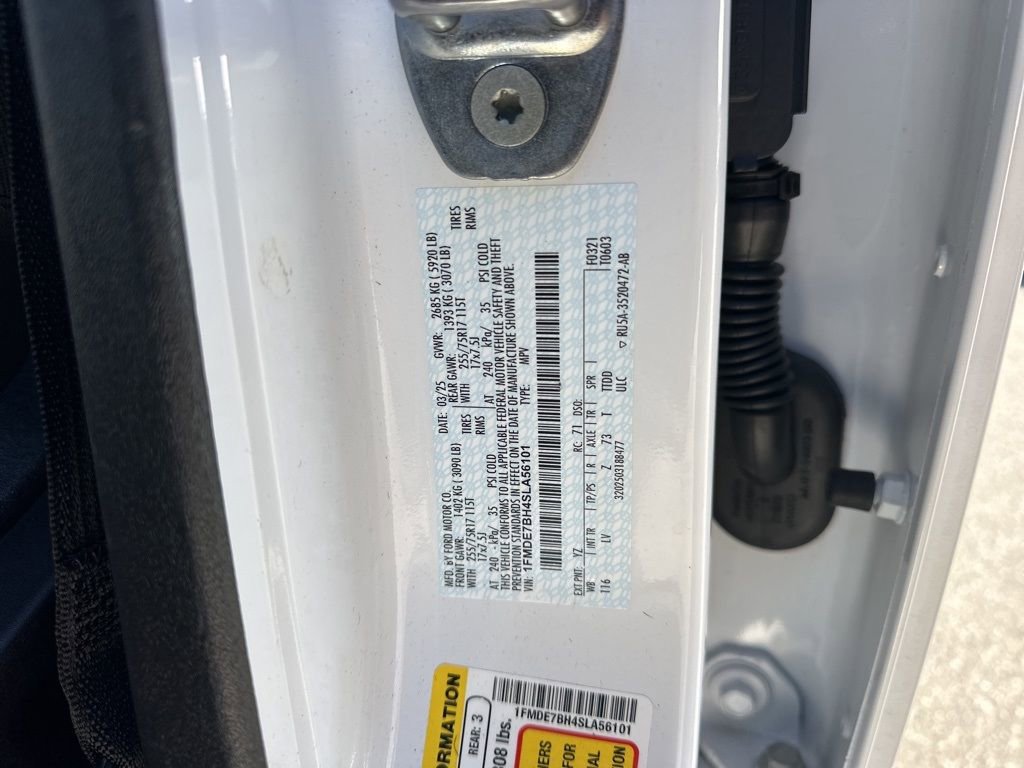 MFD. BY FORD MOTOR CO.
DATE: 03/25 GVWR: 2685 KG ( 5920 LB)
FRONT GAWR: 1402 KG ( 3090 LB) REAR GAWR: 1393 KG ( 3070 LB)
WITH 255/75R17 115T TIRES WITH 255/75R17 115T TIRES
17x7.5J RIMS 17x7.5J RIMS
AT 240 kPa/ 35 PSI COLD AT 240 kPa/ 35 PSI COLD
THIS VEHICLE CONFORMS TO ALL APPLICABLE FEDERAL MOTOR VEHICLE SAFETY AND THEFT
PREVENTION STANDARDS IN EFFECT ON THE DATE OF MANUFACTURE SHOWN ABOVE.
VIN: 1FMDE7BH4SLA56101 TYPE: MPV
EXT PNT: YZ RC: 71 DSO: F0321
WB INT TR TP/PS R AXLE TR SPR T0603
116 LV Z 73 T TTDD
ULC
3202503188477 ▽ RU5A-3520472-AB
1FMDE7BH4SLA56101
REAR: 3